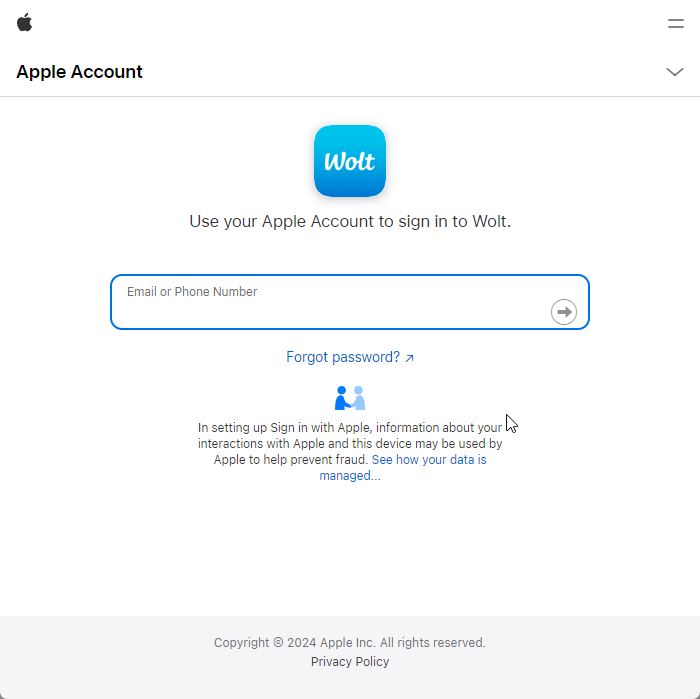 Apple Account
Wolt
Use your Apple Account to sign in to Wolt.
Email or Phone Number
Forgot password? ↗
In setting up Sign in with Apple, information about your
interactions with Apple and this device may be used by
Apple to help prevent fraud. See how your data is
managed...
Copyright © 2024 Apple Inc. All rights reserved.
Privacy Policy